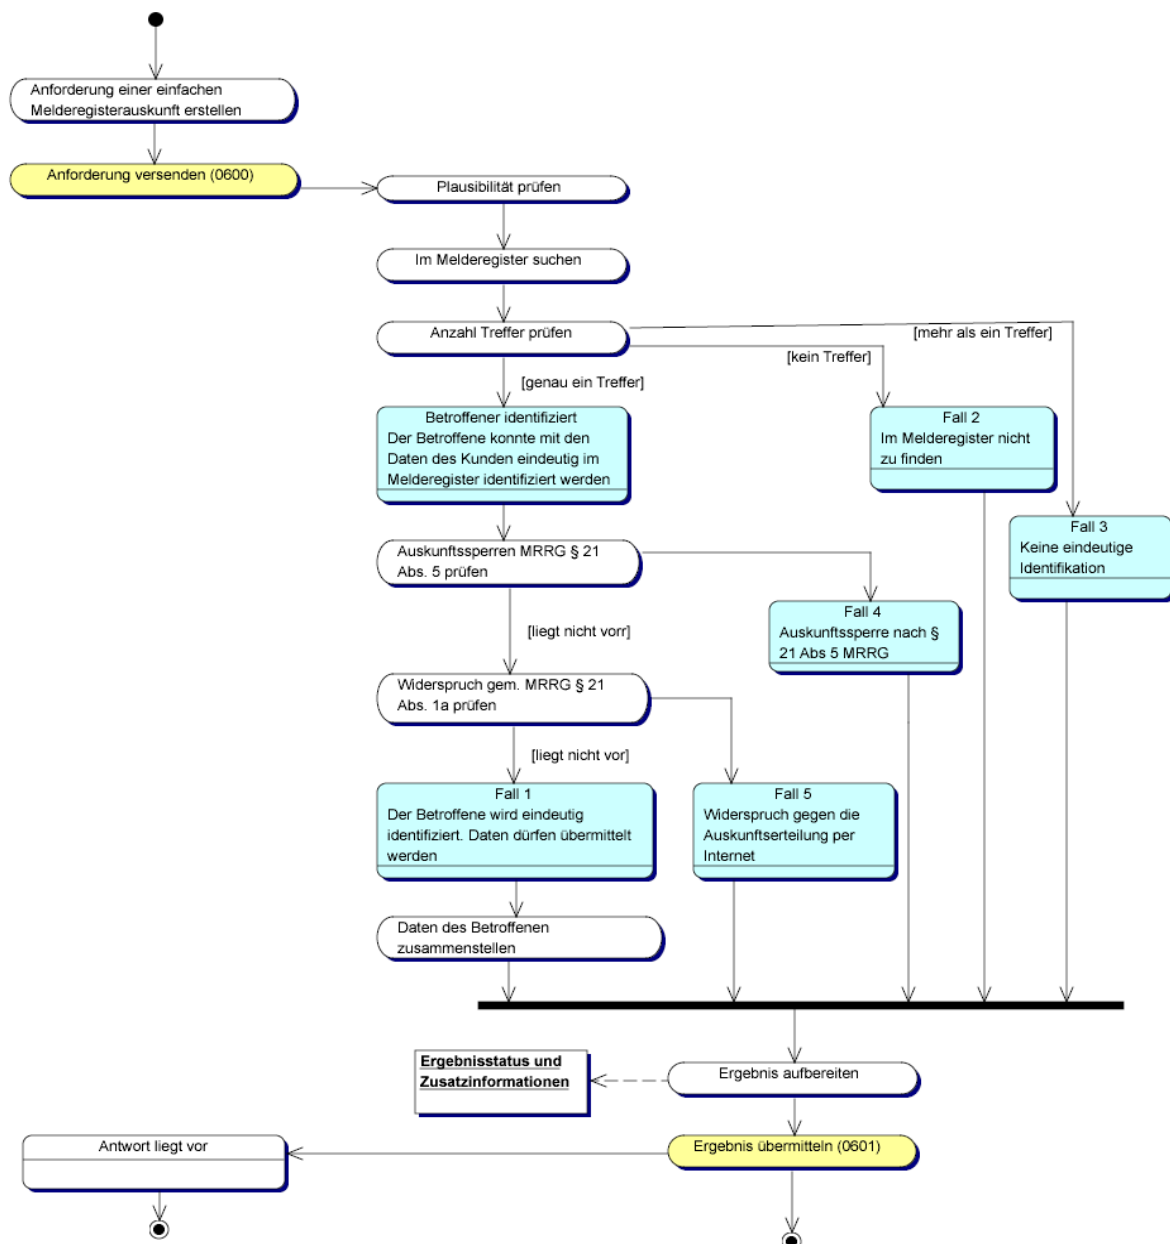 Anforderung einer einfachen
Melderegisterauskunft erstellen
Anforderung versenden (0600)
Plausibilität prüfen
Im Melderegister suchen
Anzahl Treffer prüfen
[mehr als ein Treffer]
[kein Treffer]
[genau ein Treffer]
Betroffener identifiziert
Der Betroffene konnte mit den
Daten des Kunden eindeutig im
Melderegister identifiziert werden
Fall 2
Im Melderegister nicht
zu finden
Fall 3
Keine eindeutige
Identifikation
Auskunftssperren MRRG § 21
Abs. 5 prüfen
Fall 4
Auskunftssperre nach §
21 Abs 5 MRRG
[liegt nicht vorr]
Widerspruch gem. MRRG § 21
Abs. 1a prüfen
[liegt nicht vor]
Fall 1
Der Betroffene wird eindeutig
identifiziert. Daten dürfen übermittelt
werden
Fall 5
Widerspruch gegen die
Auskunftserteilung per
Internet
Daten des Betroffenen
zusammenstellen
Ergebnisstatus und
Zusatzinformationen
Ergebnis aufbereiten
Ergebnis übermitteln (0601)
Antwort liegt vor